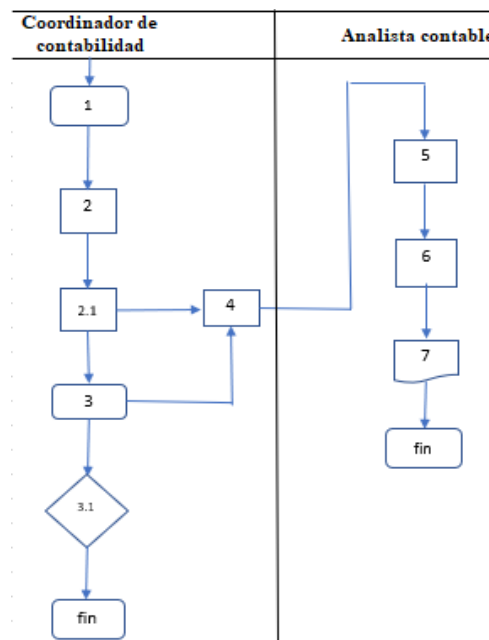 Coordinador de
contabilidad
Analista contable
1
2
2.1
3
3.1
fin
4
5
6
7
fin